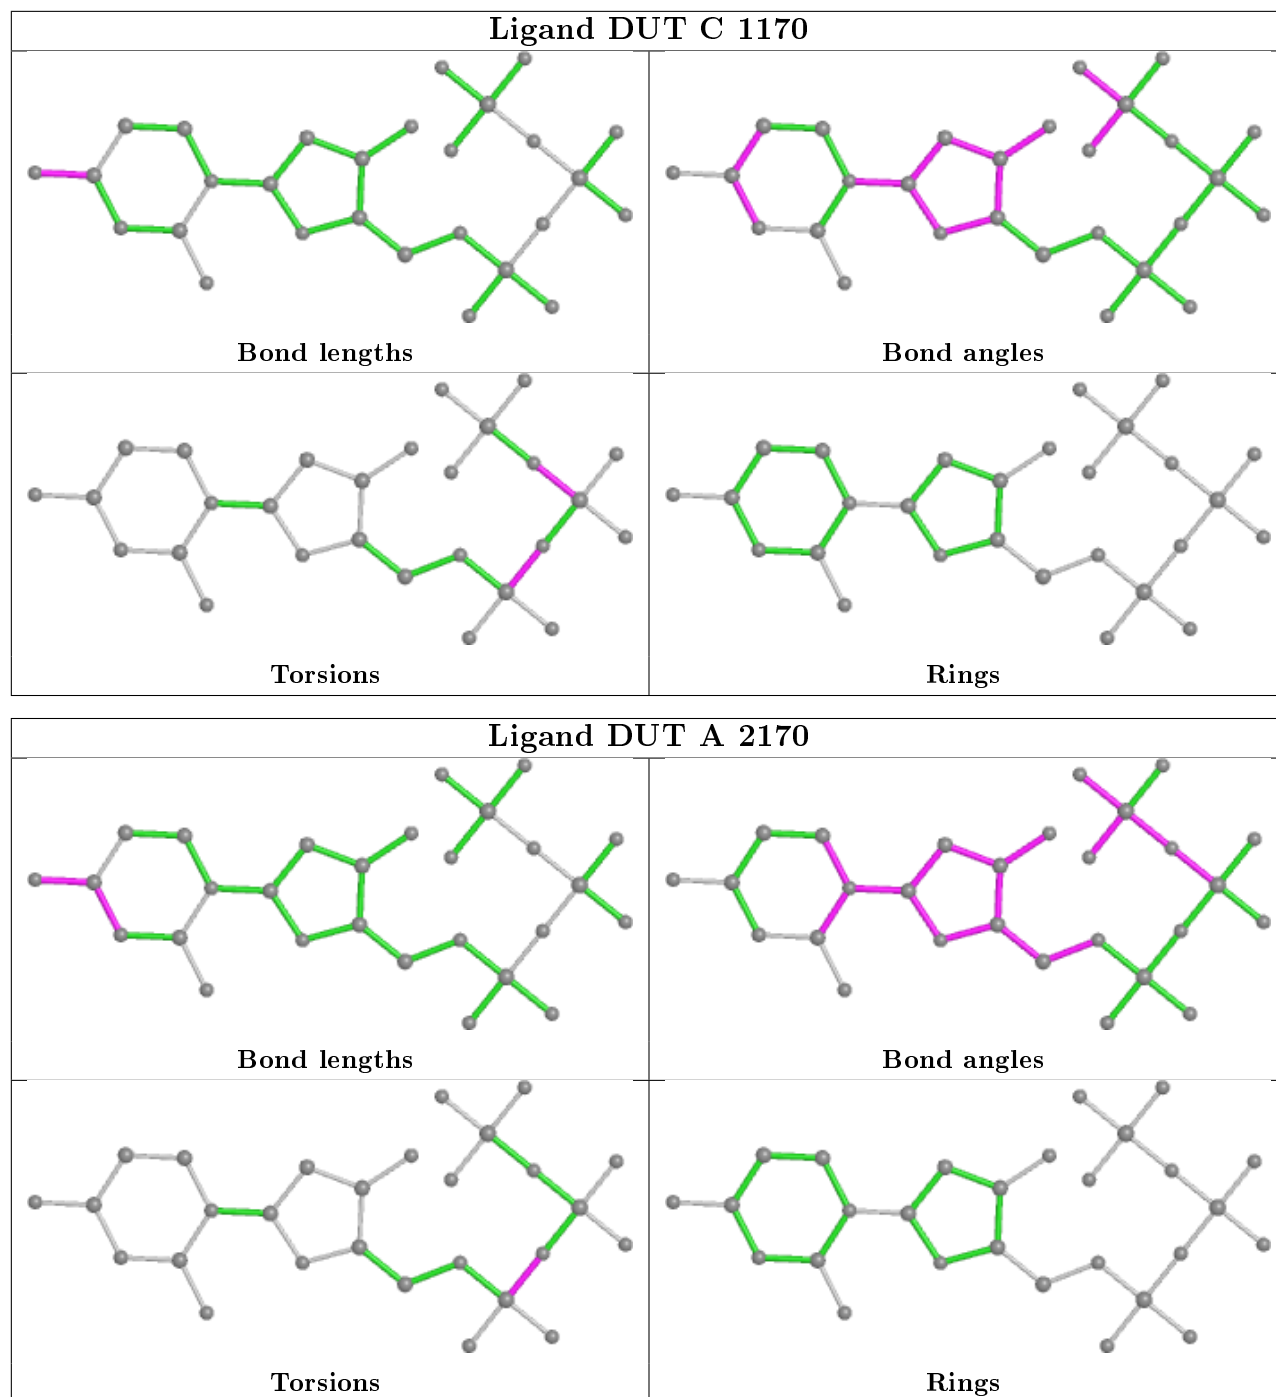 Ligand DUT C 1170
Bond lengths
Bond angles
Torsions
Rings
Ligand DUT A 2170
Bond lengths
Bond angles
Torsions
Rings